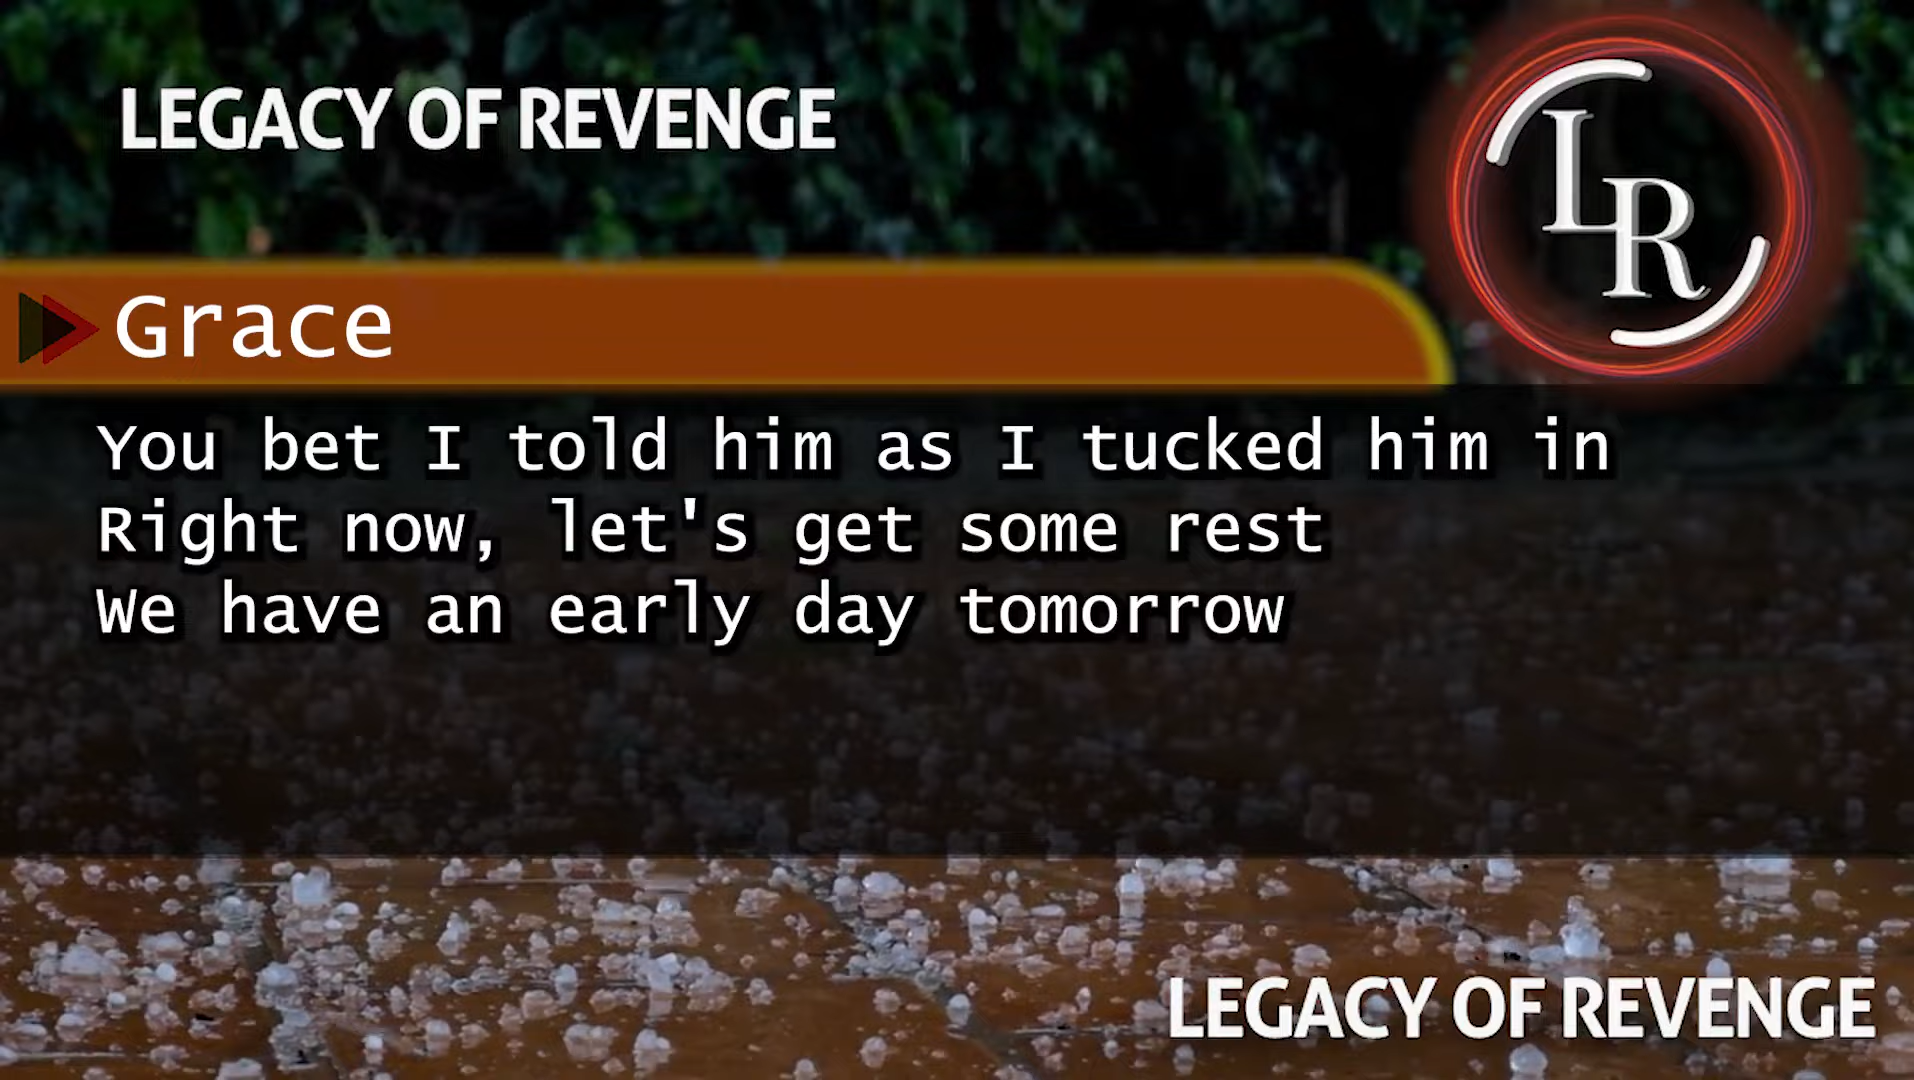 LEGACY OF REVENGE
LR
Grace
You bet I told him as I tucked him in
Right now, let's get some rest
We have an early day tomorrow
LEGACY OF REVENGE